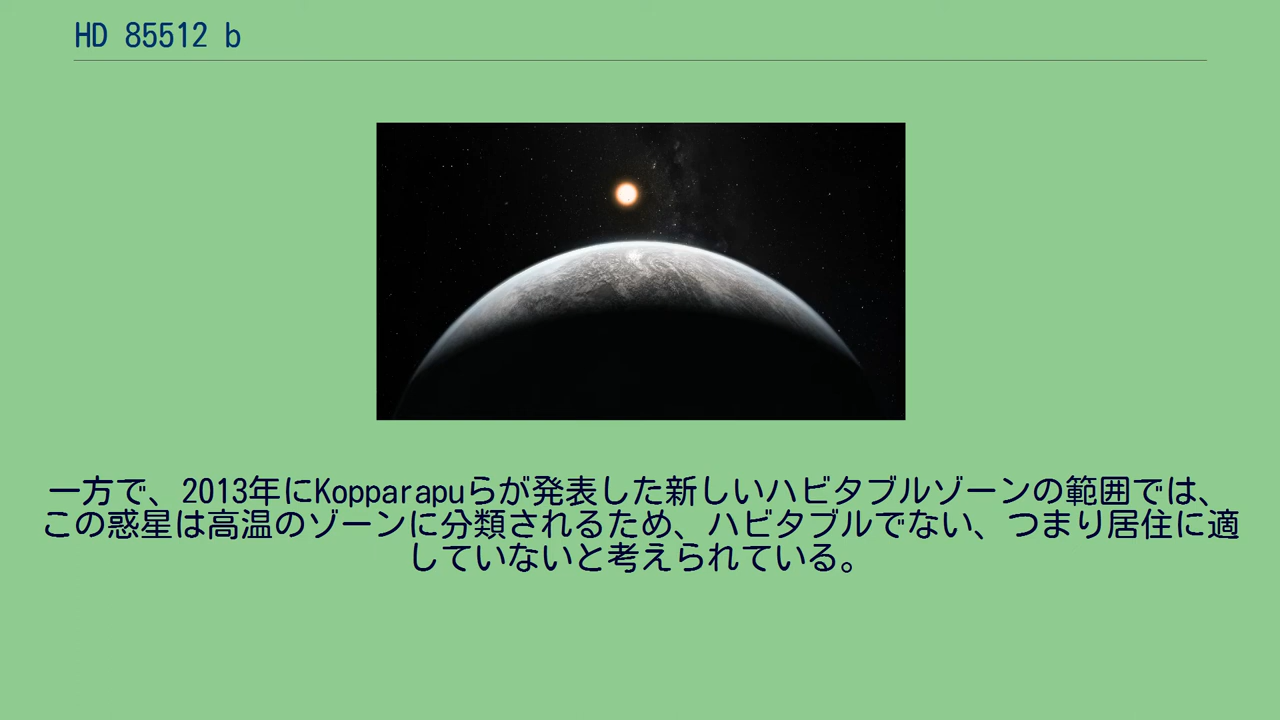 HD 85512 b
一方で、2013年にKopparapuらが発表した新しいハビタブルゾーンの範囲では、
この惑星は高温のゾーンに分類されるため、ハビタブルでない、つまり居住に適
していないと考えられている。